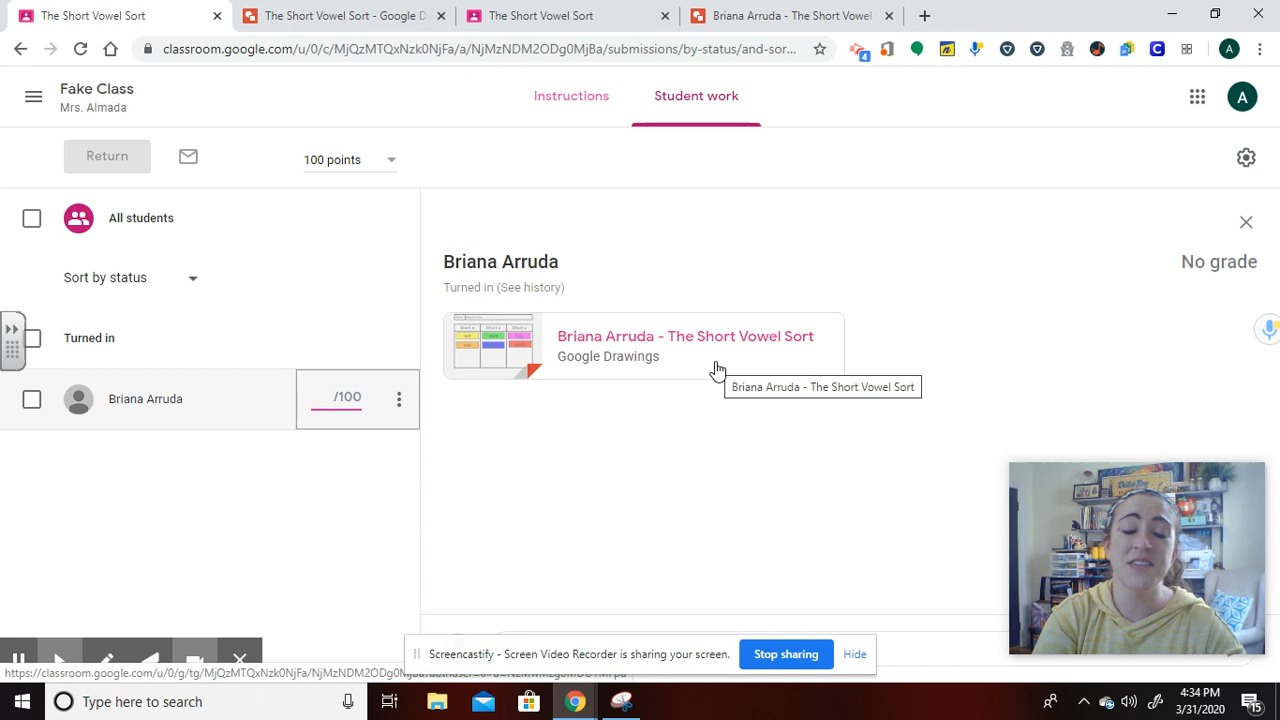 The Short Vowel Sort
The Short Vowel Sort - Google D
The Short Vowel Sort
Briana Arruda - The Short Vowel
classroom.google.com/u/0/c/MjQzMTQxNzk0NjFa/a/NjMzNDM2ODg0MjBa/submissions/by-status/and-sor...
4
A
Fake Class
Mrs. Almada
Instructions
Student work
A
Return
100 points
All students
Sort by status
Turned in
Briana Arruda
/100
Briana Arruda
No grade
Turned in (See history)
Briana Arruda - The Short Vowel Sort
Google Drawings
Briana Arruda - The Short Vowel Sort
Screencastify - Screen Video Recorder is sharing your screen.
Stop sharing
Hide
Type here to search
4:34 PM
3/31/2020
15